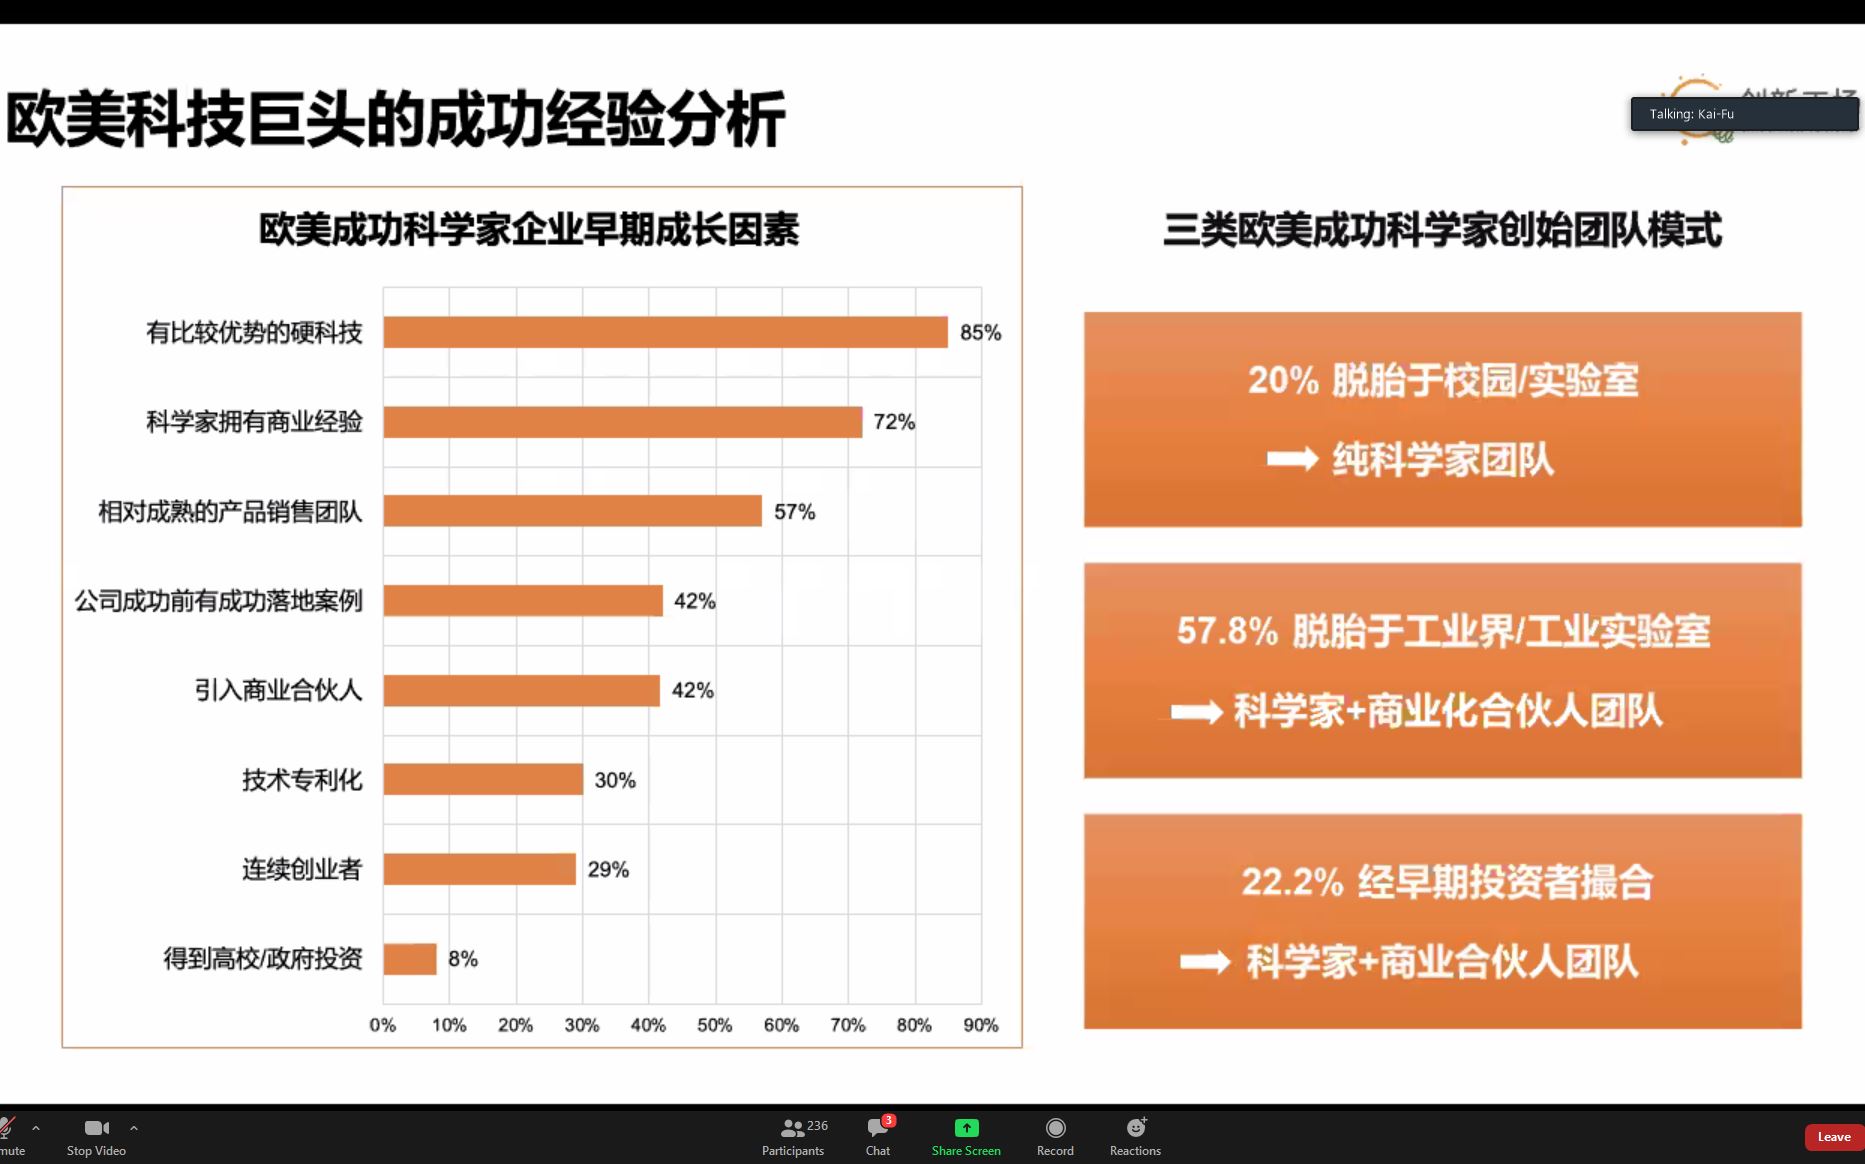 欧美科技巨头的成功经验分析
Talking: Kai-Fu
欧美成功科学家企业早期成长因素
有比较优势的硬科技 85%
科学家拥有商业经验 72%
相对成熟的产品销售团队 57%
公司成功前有成功落地案例 42%
引入商业合伙人 42%
技术专利化 30%
连续创业者 29%
得到高校/政府投资 8%
0% 10% 20% 30% 40% 50% 60% 70% 80% 90%
三类欧美成功科学家创始团队模式
20% 脱胎于校园/实验室
纯科学家团队
57.8% 脱胎于工业界/工业实验室
科学家+商业化合伙人团队
22.2% 经早期投资者撮合
科学家+商业合伙人团队
mute Stop Video Participants 236 Chat 3 Share Screen Record Reactions Leave